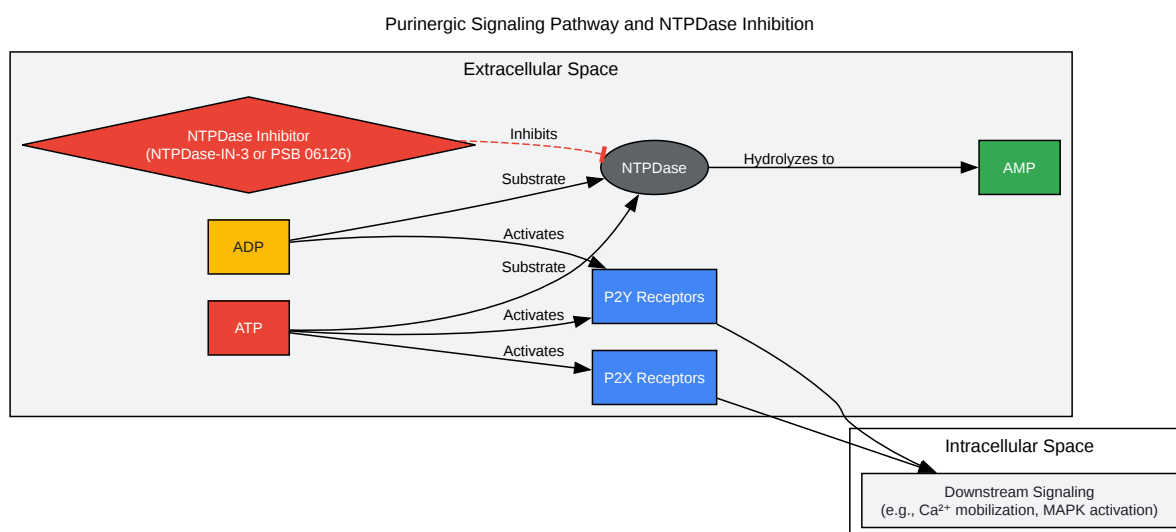 Purinergic Signaling Pathway and NTPDase Inhibition
Extracellular Space
NTPDase Inhibitor
(NTPDase-IN-3 or PSB 06126)
Inhibits
NTPDase
Hydrolyzes to
AMP
Substrate
ADP
Activates
Substrate
P2Y Receptors
ATP
Activates
Activates
P2X Receptors
Intracellular Space
Downstream Signaling
(e.g., Ca²⁺ mobilization, MAPK activation)